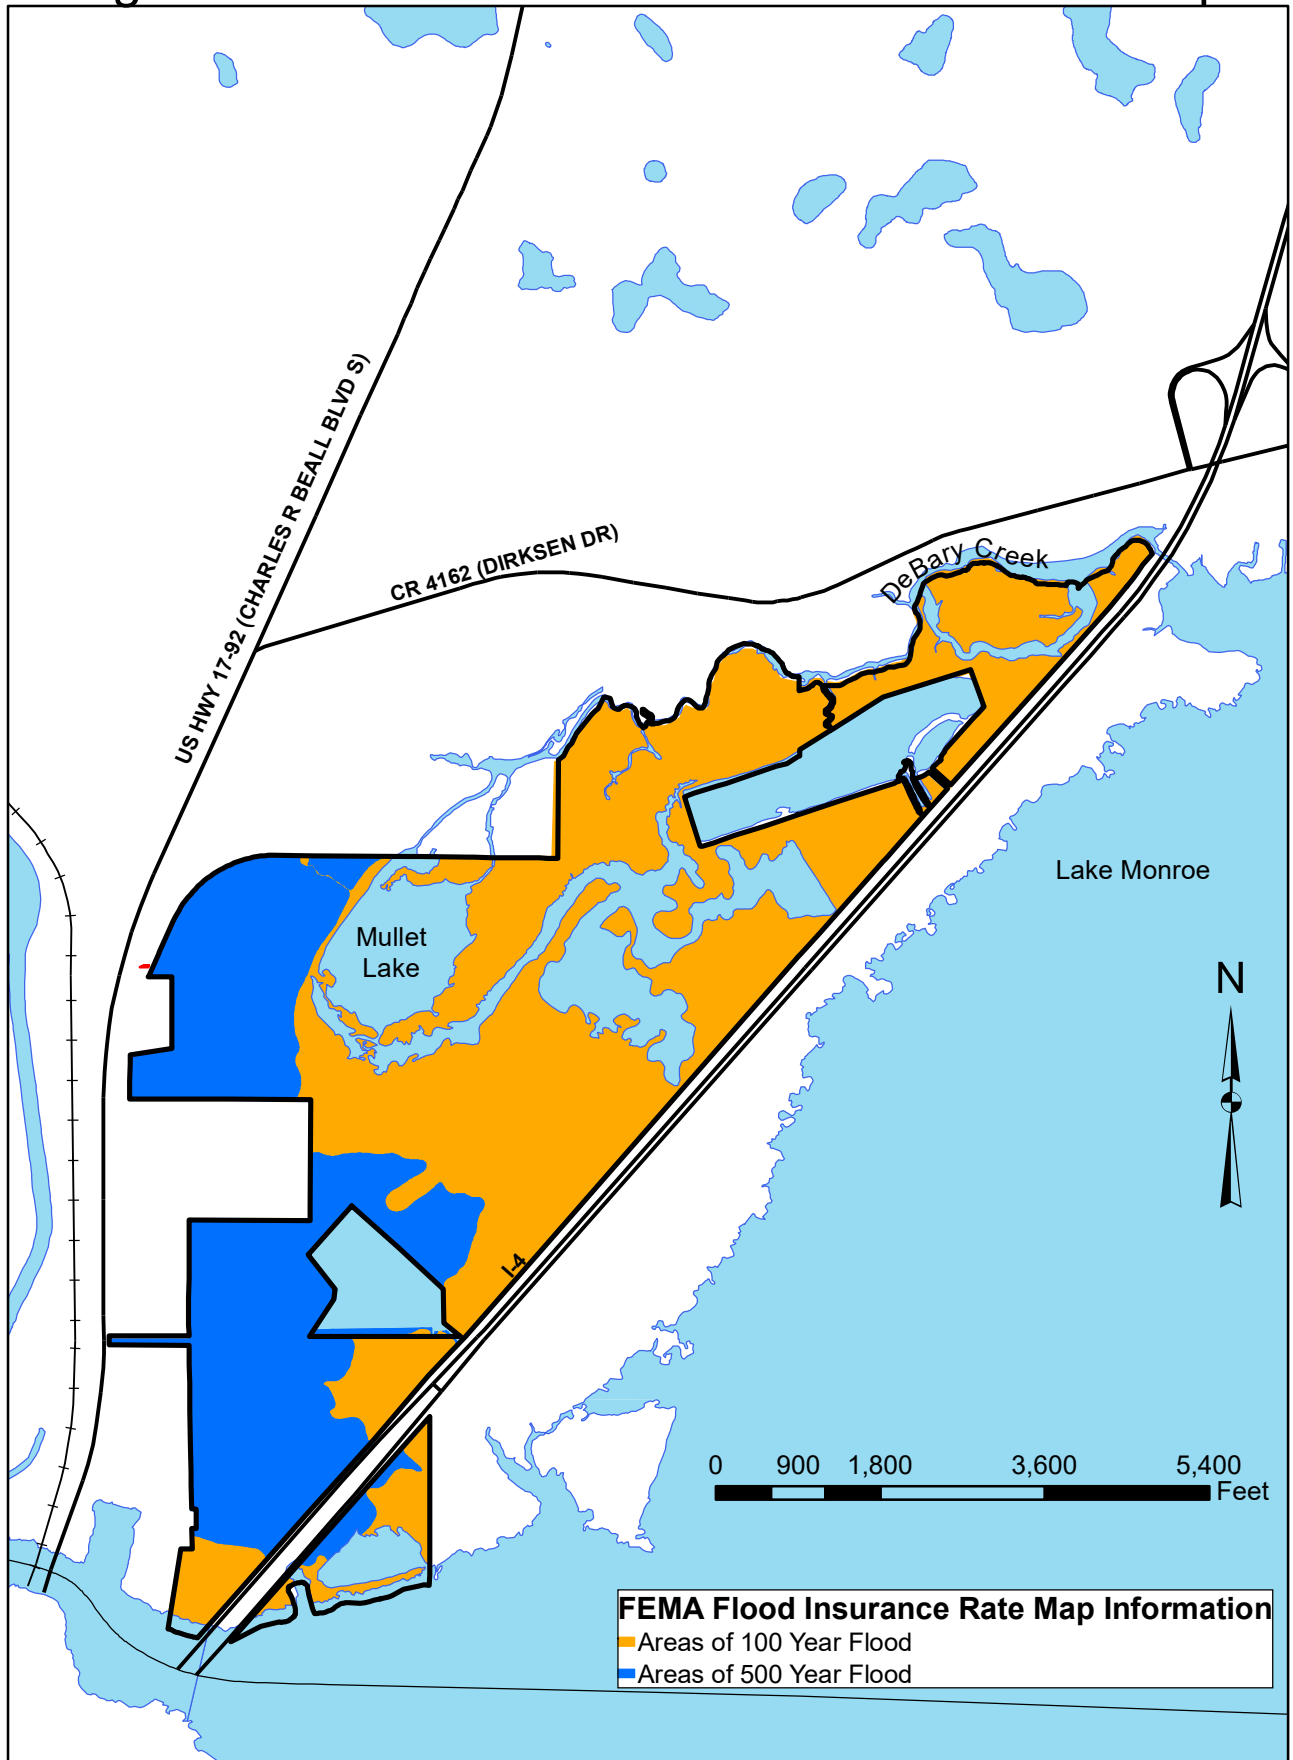 US HWY 17-92 (CHARLES R BEALL BLVD S)
CR 4162 (DIRKSEN DR)
DeBary Creek
Lake Monroe
Mullet
Lake
N
I-4
0 900 1,800 3,600 5,400
Feet
FEMA Flood Insurance Rate Map Information
Areas of 100 Year Flood
Areas of 500 Year Flood